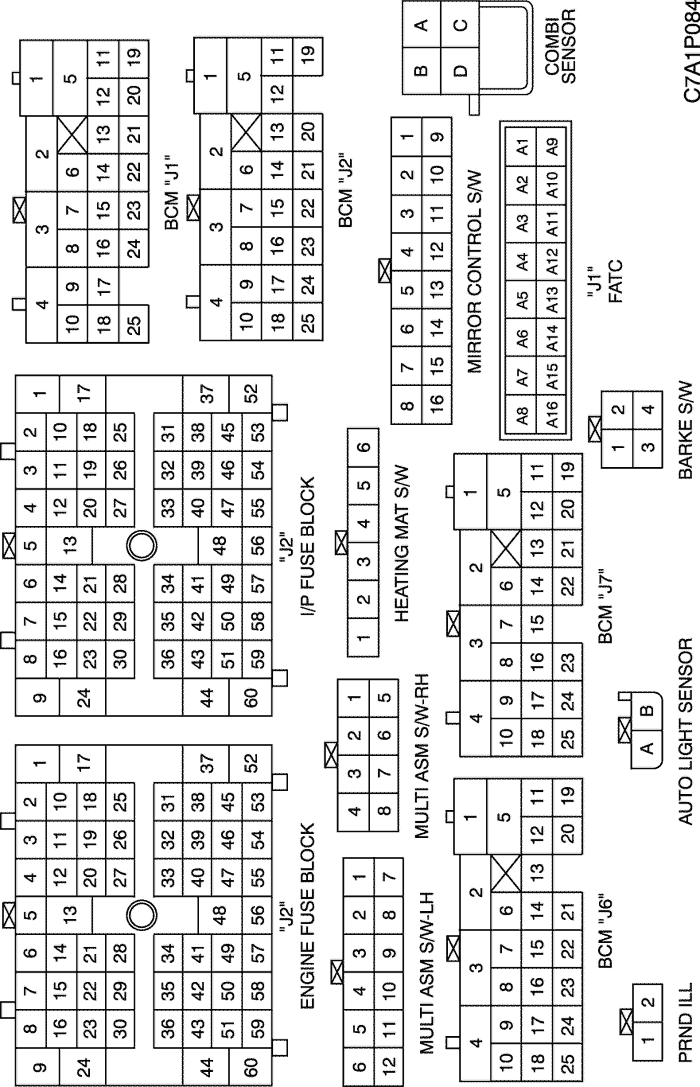 9 8 7 6 5 4 3 2 1
16 15 14 13 12 11 10
24 23 22 21 20 19 18 17
30 29 28 27 26 25
36 35 34 33 32 31
44 43 42 41 40 39 38 37
51 50 49 48 47 46 45
60 59 58 57 56 55 54 53 52
"J2"
ENGINE FUSE BLOCK
9 8 7 6 5 4 3 2 1
16 15 14 13 12 11 10
24 23 22 21 20 19 18 17
30 29 28 27 26 25
36 35 34 33 32 31
44 43 42 41 40 39 38 37
51 50 49 48 47 46 45
60 59 58 57 56 55 54 53 52
"J2"
I/P FUSE BLOCK
4 3 2 1
10 9 8 7 6 5
18 17 16 15 14 13 12 11
25 24 23 22 21 20 19
BCM "J1"
4 3 2 1
10 9 8 7 6 5
18 17 16 15 14 13 12 11
25 24 23 22 21 20 19
BCM "J2"
6 5 4 3 2 1
12 11 10 9 8 7
MULTI ASM S/W-LH
4 3 2 1
8 7 6 5
MULTI ASM S/W-RH
1 2 3 4 5 6
HEATING MAT S/W
8 7 6 5 4 3 2 1
16 15 14 13 12 11 10 9
MIRROR CONTROL S/W
B A
D C
COMBI
SENSOR
4 3 2 1
10 9 8 7 6 5
18 17 16 15 14 13 12 11
25 24 23 22 21 20 19
BCM "J6"
4 3 2 1
10 9 8 7 6 5
18 17 16 15 14 13 12 11
25 24 23 22 21 20 19
BCM "J7"
A8 A7 A6 A5 A4 A3 A2 A1
A16 A15 A14 A13 A12 A11 A10 A9
"J1"
FATC
1 2
PRND ILL
A B
AUTO LIGHT SENSOR
1 2
3 4
BARKE S/W
C7A1P084